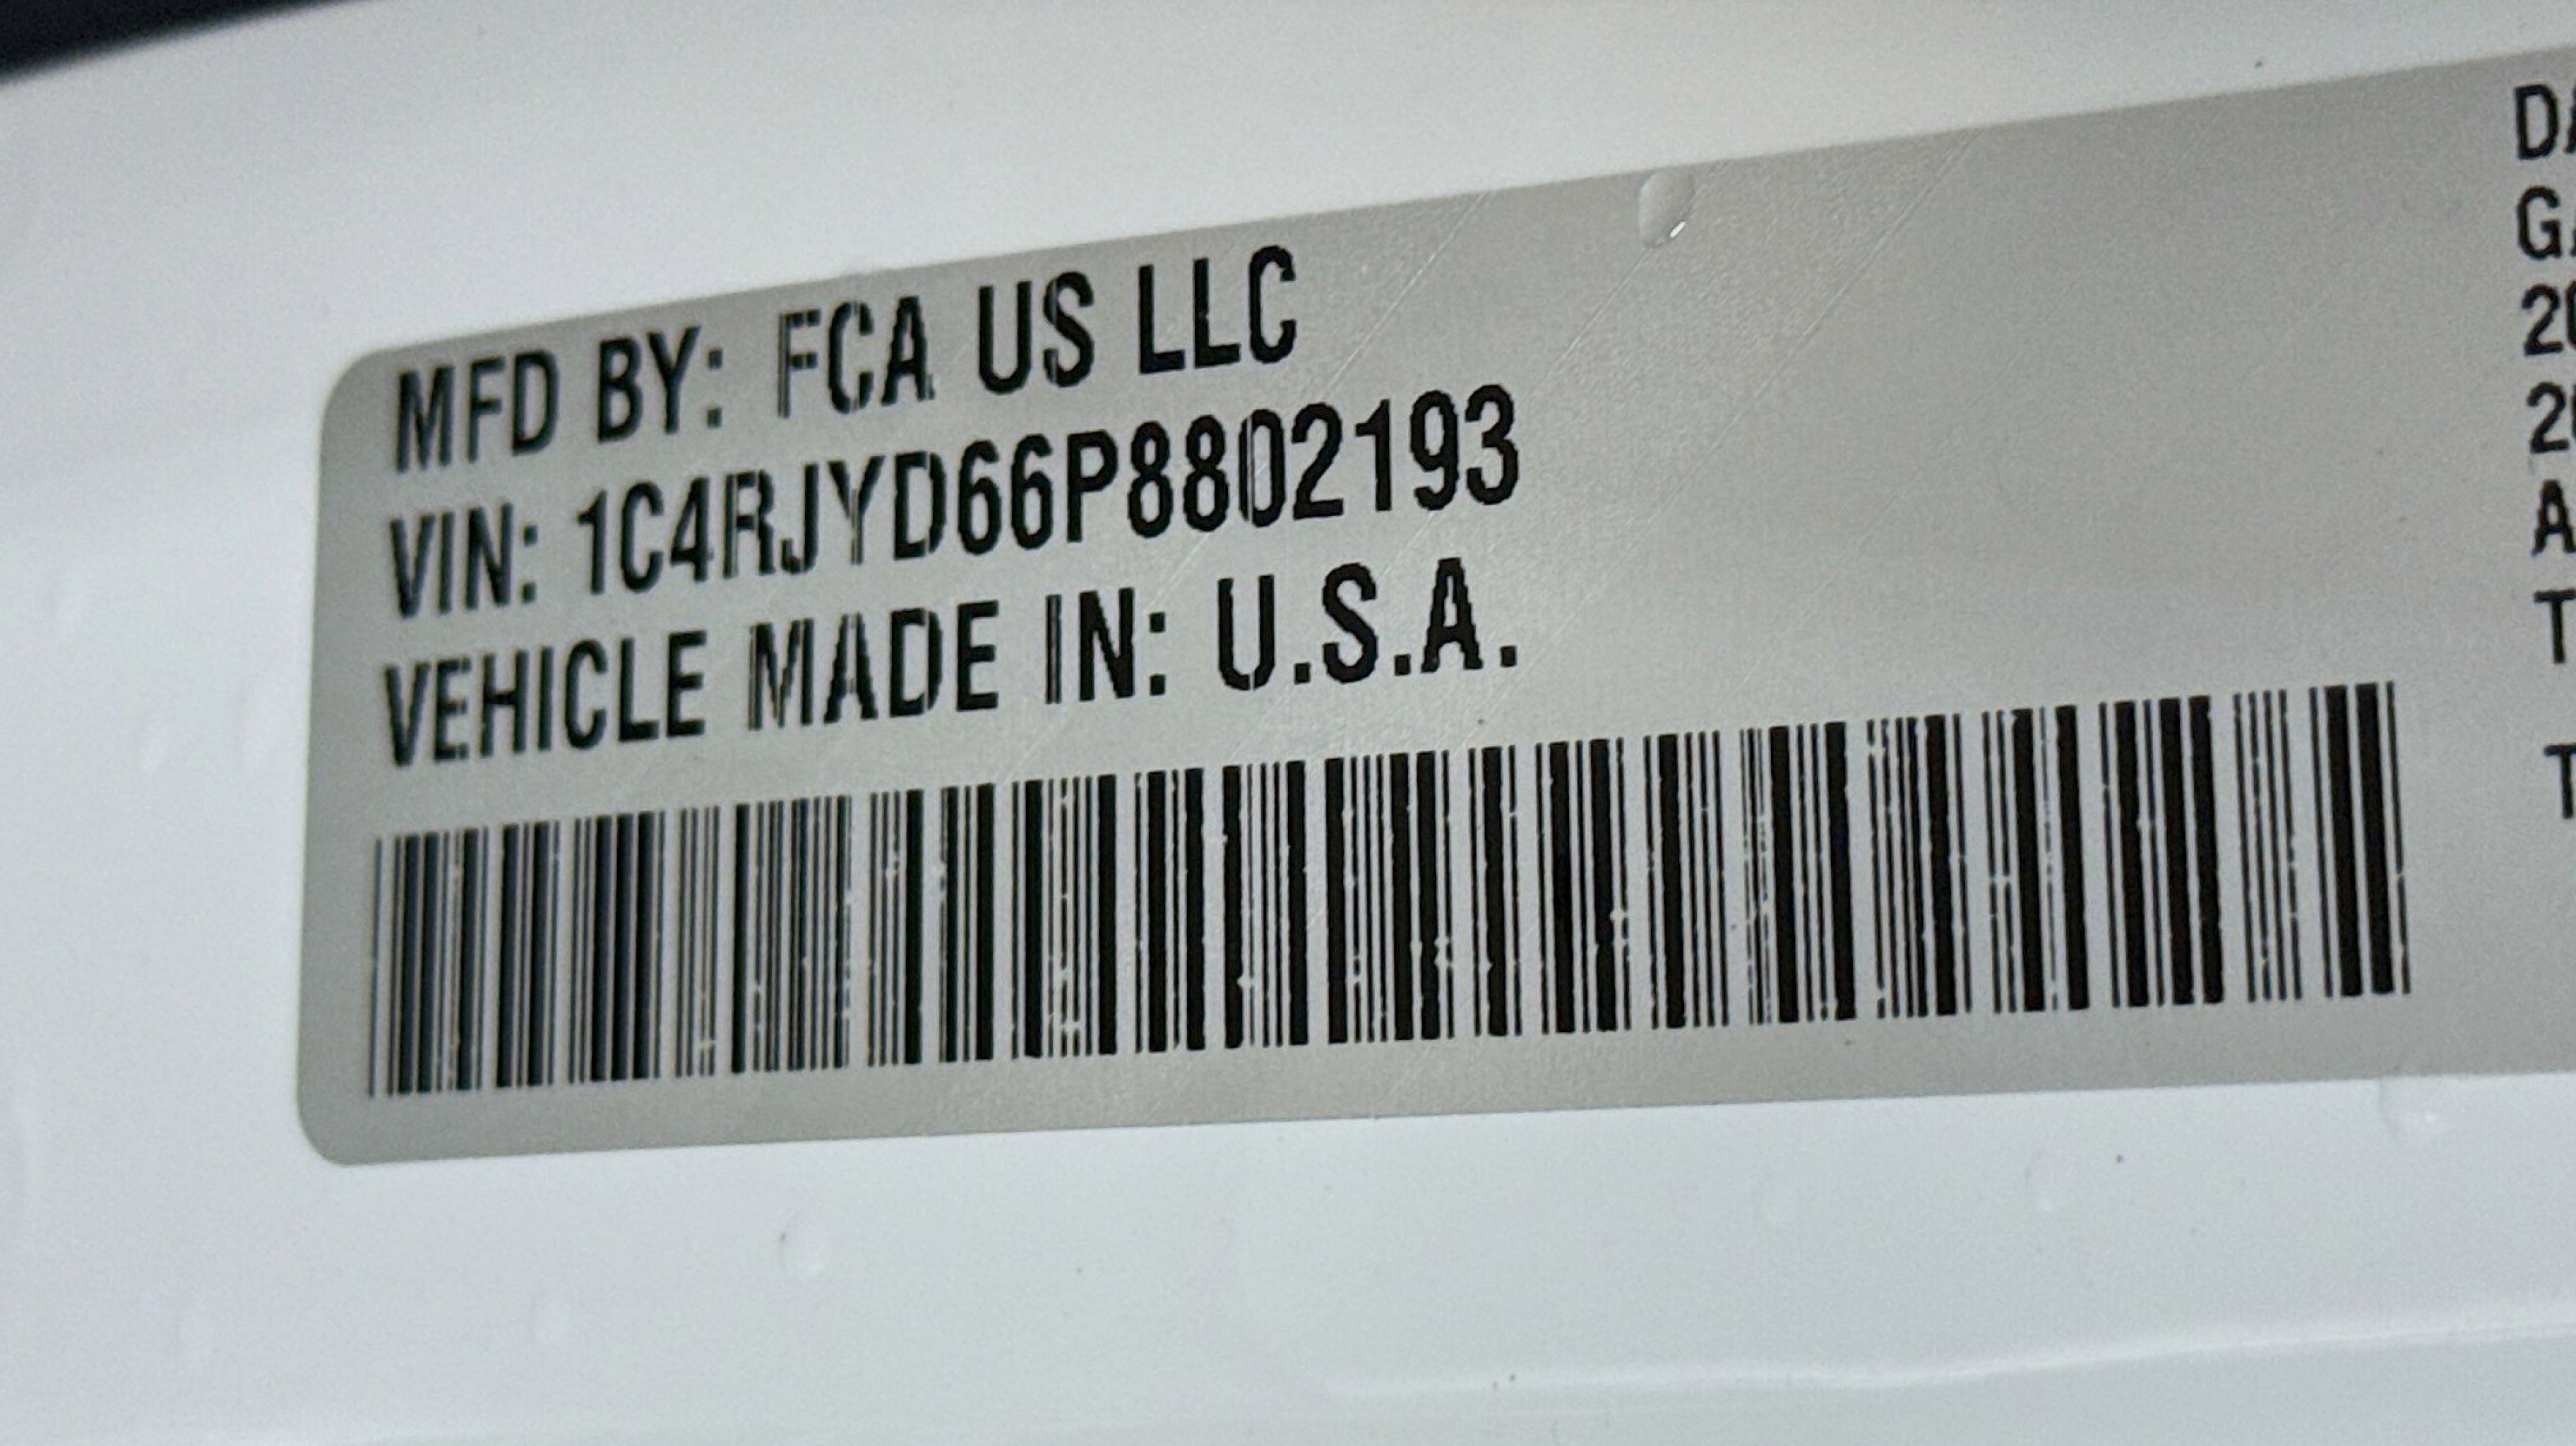 MFD BY: FCA US LLC
VIN: 1C4RJYD66P8802193
VEHICLE MADE IN: U.S.A.